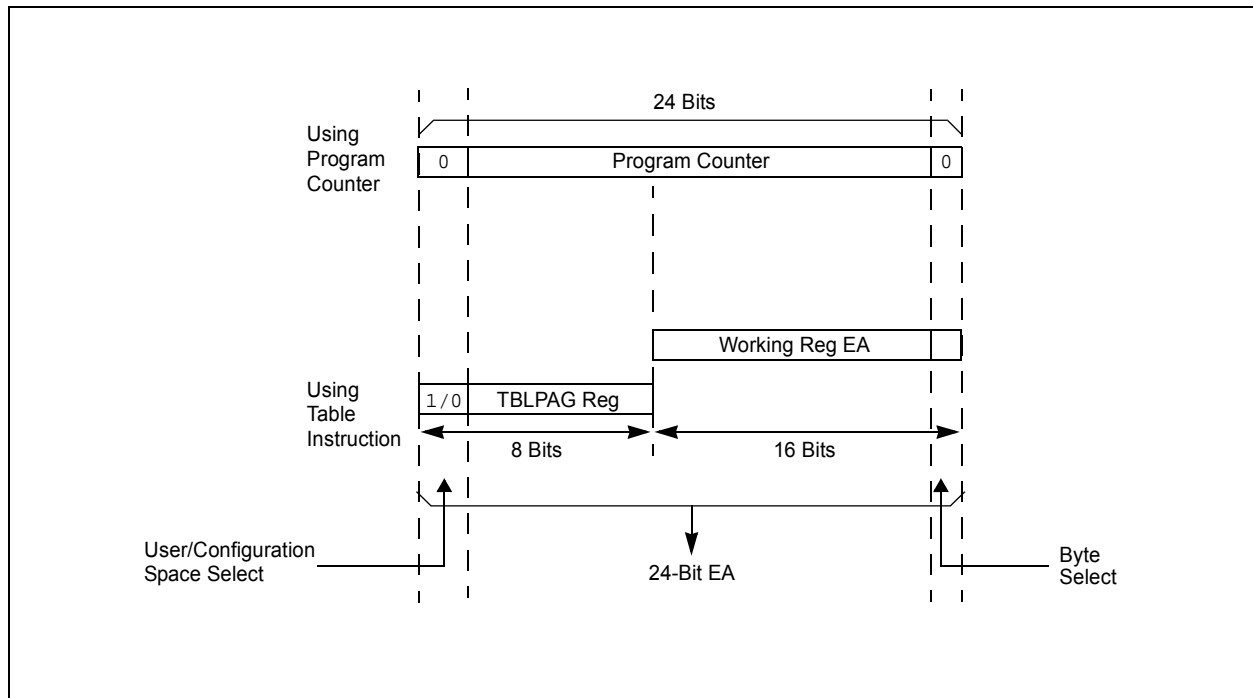 24 Bits
Using
Program
Counter
0
Program Counter
0
Working Reg EA
Using
Table
Instruction
1/0
TBLPAG Reg
8 Bits
16 Bits
User/Configuration
Space Select
24-Bit EA
Byte
Select